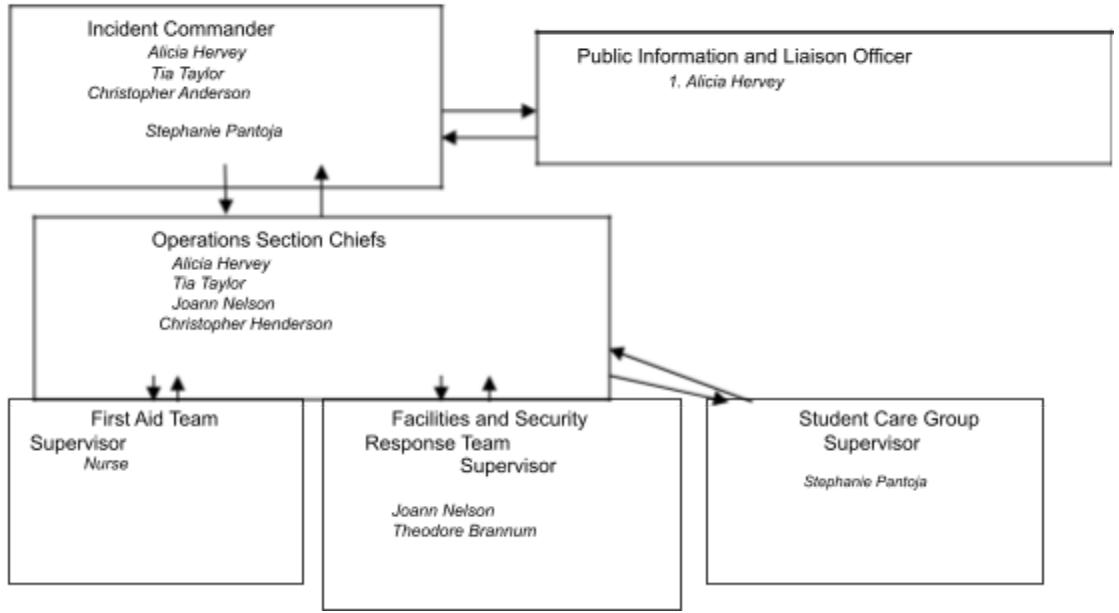 Incident Commander
Alicia Hervey
Tia Taylor
Christopher Anderson
Stephanie Pantoja
Public Information and Liaison Officer
1. Alicia Hervey
Operations Section Chiefs
Alicia Hervey
Tia Taylor
Joann Nelson
Christopher Henderson
First Aid Team
Supervisor
Nurse
Facilities and Security
Response Team
Supervisor
Joann Nelson
Theodore Brannum
Student Care Group
Supervisor
Stephanie Pantoja